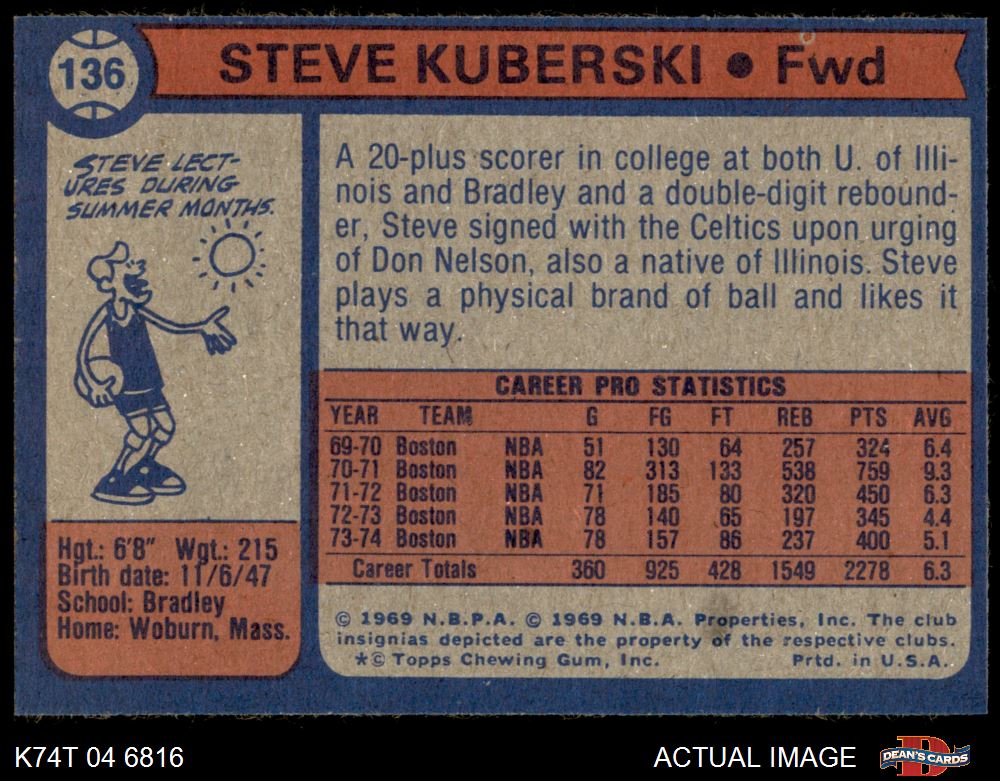 136
STEVE KUBERSKI ● Fwd
STEVE LECT-
URES DURING
SUMMER MONTHS.
Hgt.: 6'8" Wgt.: 215
Birth date: 11/6/47
School: Bradley
Home: Woburn, Mass.
A 20-plus scorer in college at both U. of Illi-
nois and Bradley and a double-digit rebound-
er, Steve signed with the Celtics upon urging
of Don Nelson, also a native of Illinois. Steve
plays a physical brand of ball and likes it
that way.
CAREER PRO STATISTICS
YEAR TEAM G FG FT REB PTS AVG
69-70 Boston NBA 51 130 64 257 324 6.4
70-71 Boston NBA 82 313 133 538 759 9.3
71-72 Boston NBA 71 185 80 320 450 6.3
72-73 Boston NBA 78 140 65 197 345 4.4
73-74 Boston NBA 78 157 86 237 400 5.1
Career Totals 360 925 428 1549 2278 6.3
© 1969 N.B.P.A. © 1969 N.B.A. Properties, Inc. The club
insignias depicted are the property of the respective clubs.
*© Topps Chewing Gum, Inc. Prtd. in U.S.A.
K74T 04 6816
ACTUAL IMAGE
DEAN'S CARDS